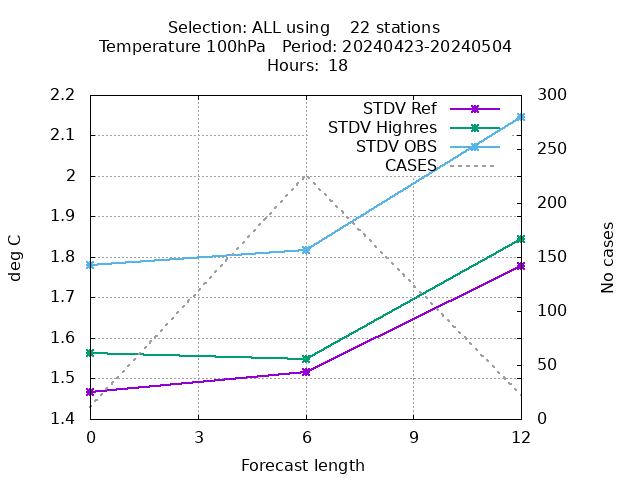 Selection: ALL using    22 stations
Temperature 100hPa   Period: 20240423-20240504
Hours:  18
STDV Ref
STDV Highres
STDV OBS
CASES
2.2
2.1
2
1.9
1.8
1.7
1.6
1.5
1.4
300
250
200
150
100
50
0
0 3 6 9 12
deg C
No cases
Forecast length